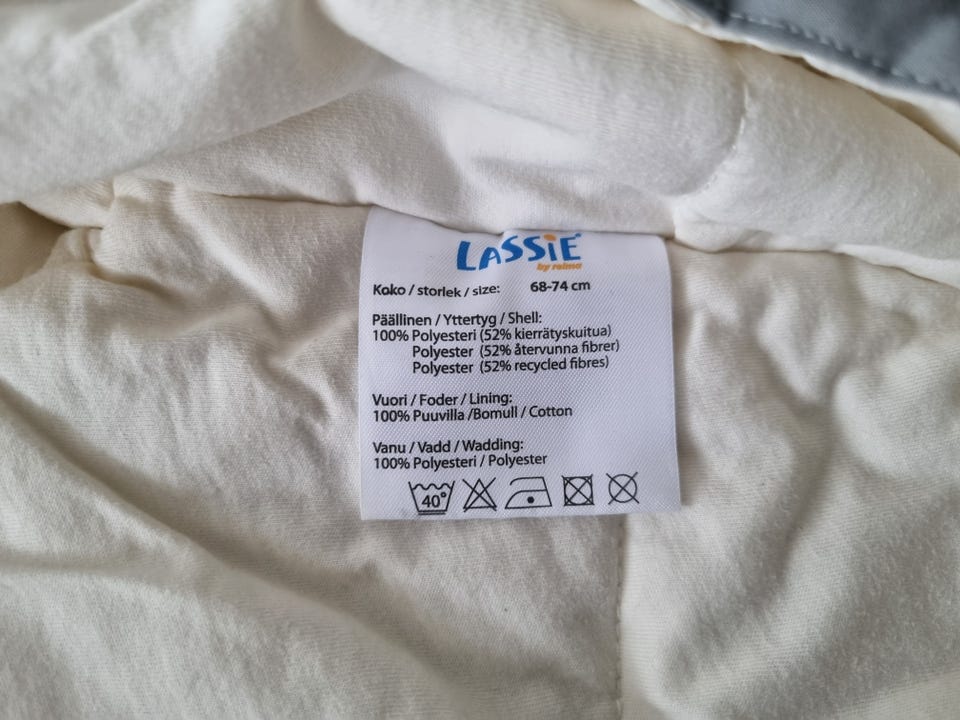 LASSiE
by reima
Koko / storlek / size: 68-74 cm
Päällinen / Yttertyg / Shell:
100% Polyesteri (52% kierrätyskuitua)
Polyester (52% återvunna fibrer)
Polyester (52% recycled fibres)
Vuori / Foder / Lining:
100% Puuvilla /Bomull / Cotton
Vanu / Vadd / Wadding:
100% Polyesteri / Polyester
40°